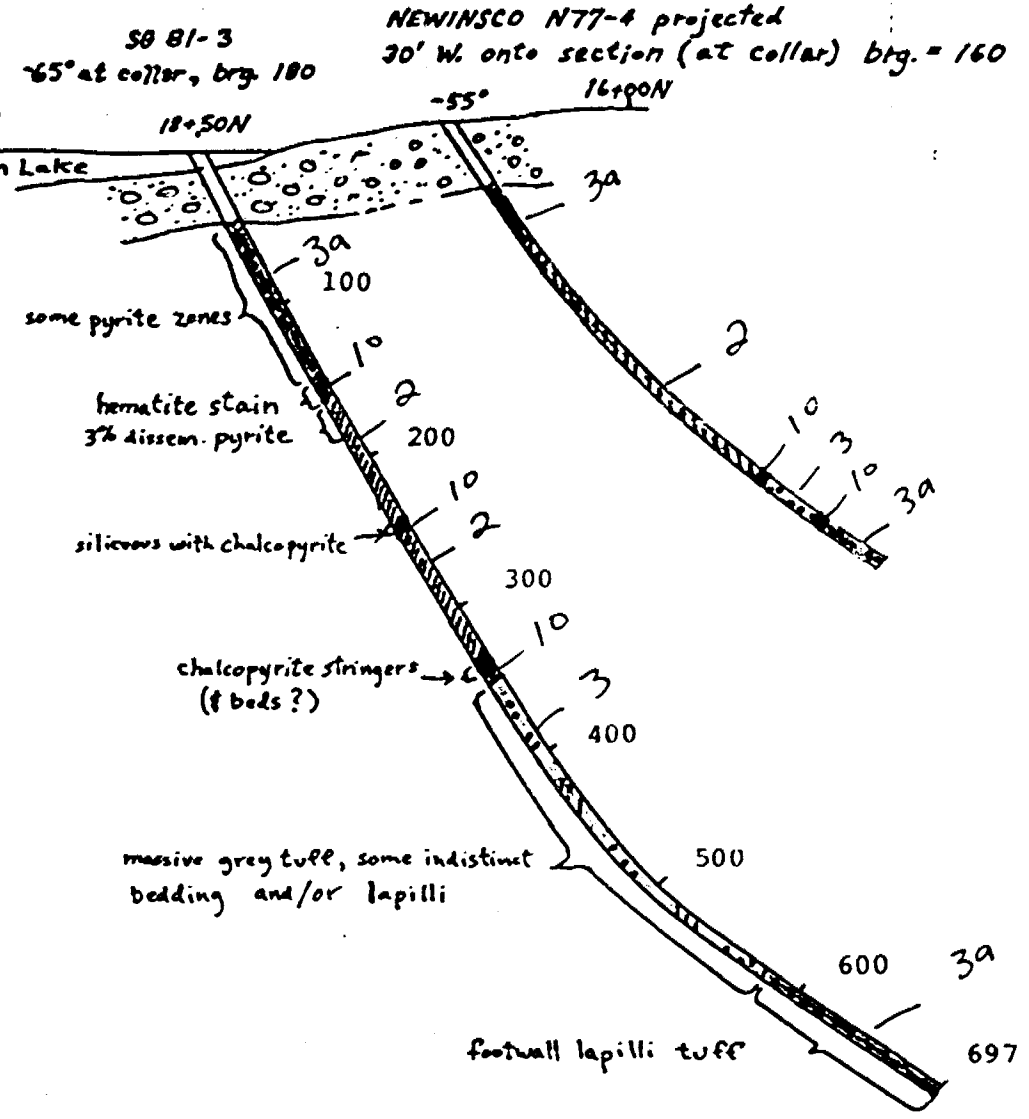 SB 81-3
-65° at collar, brg. 180
NEWINSCO N77-4 projected
30' W. onto section (at collar) brg. = 160
18+50N
-55°
16+00N
Lake
3a
3a
100
some pyrite zones
10
2
2
hematite stain
3% dissem. pyrite
200
10
3
10
3a
10
2
siliceous with chalcopyrite
300
10
chalcopyrite stringers
(& beds?)
3
400
massive grey tuff, some indistinct
bedding and/or lapilli
500
600
3a
footwall lapilli tuff
697